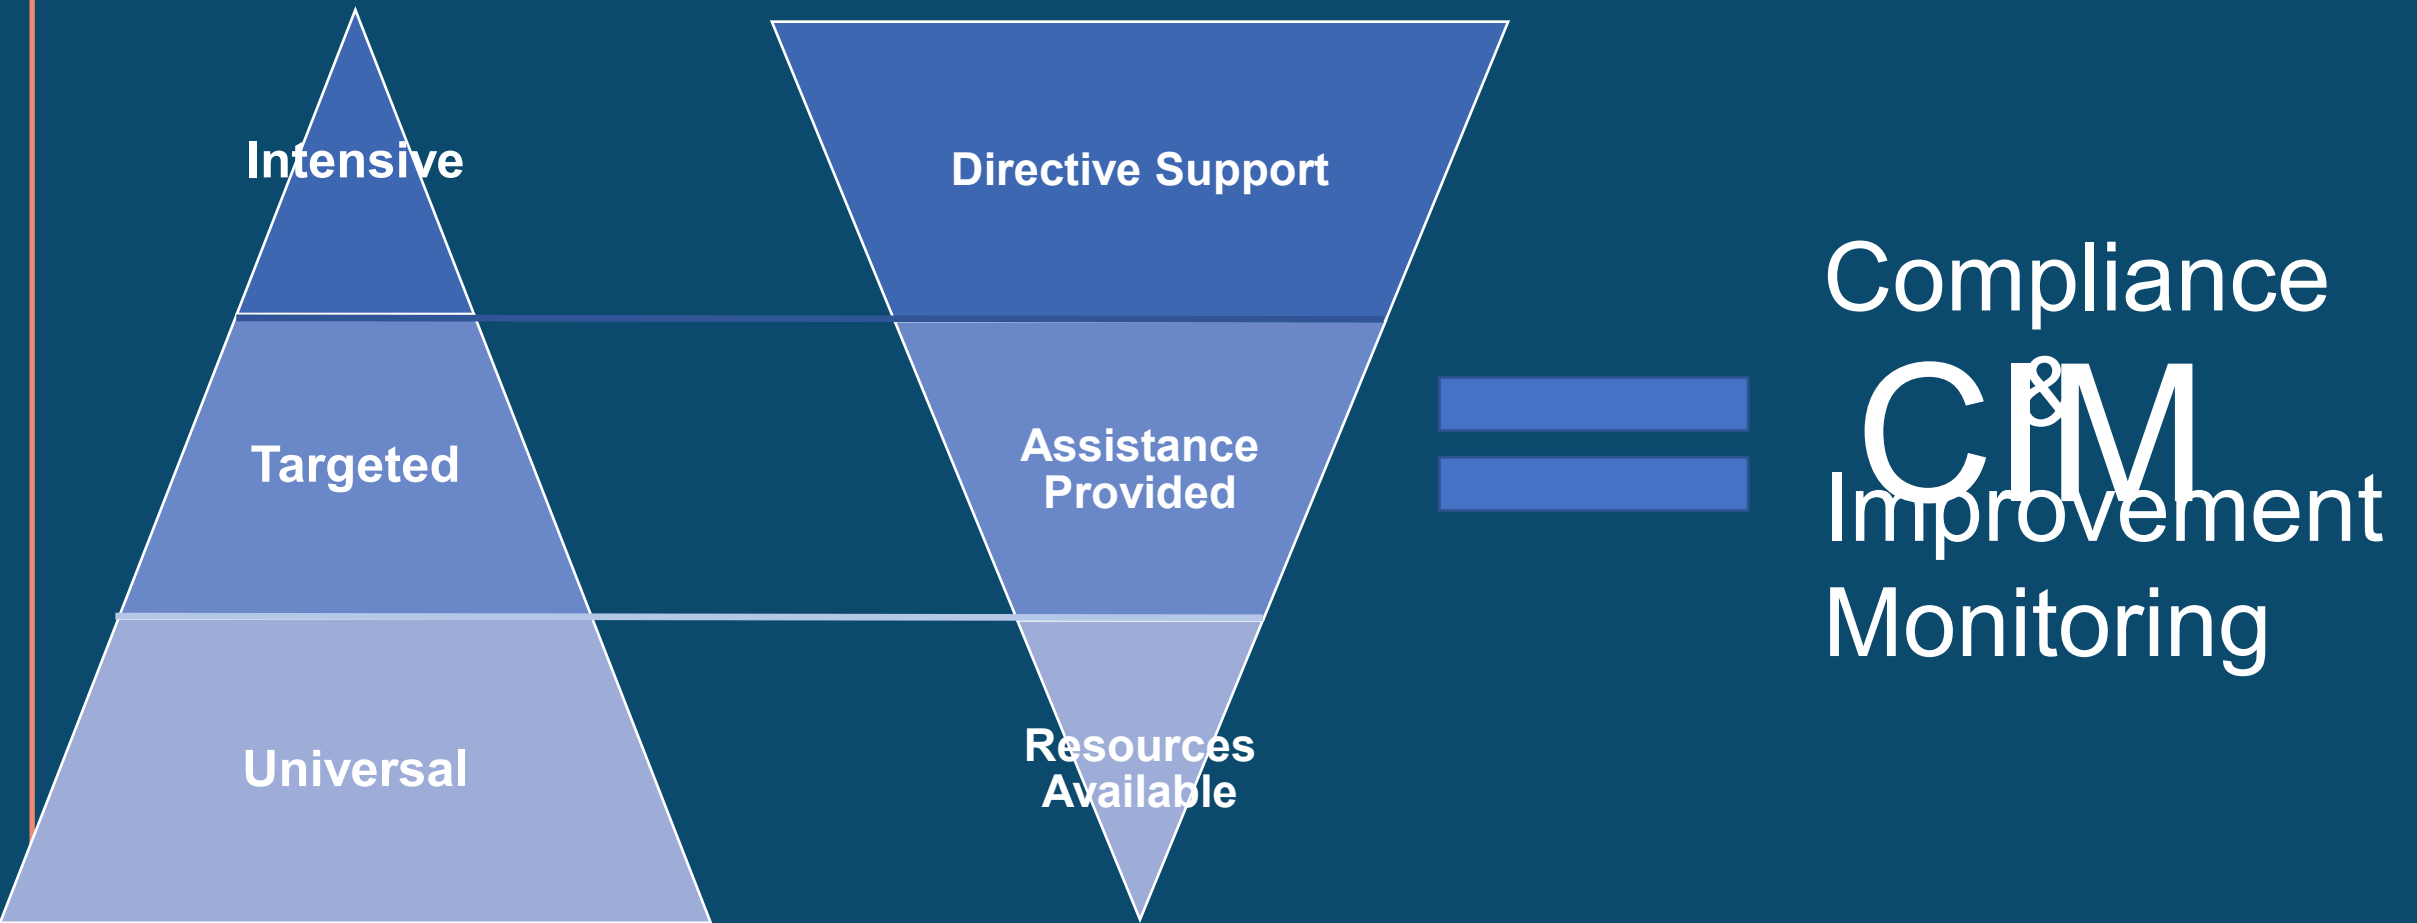 Intensive
Targeted
Universal
Directive Support
Assistance
Provided
Resources
Available
Compliance
&
Improvement
Monitoring
CIM